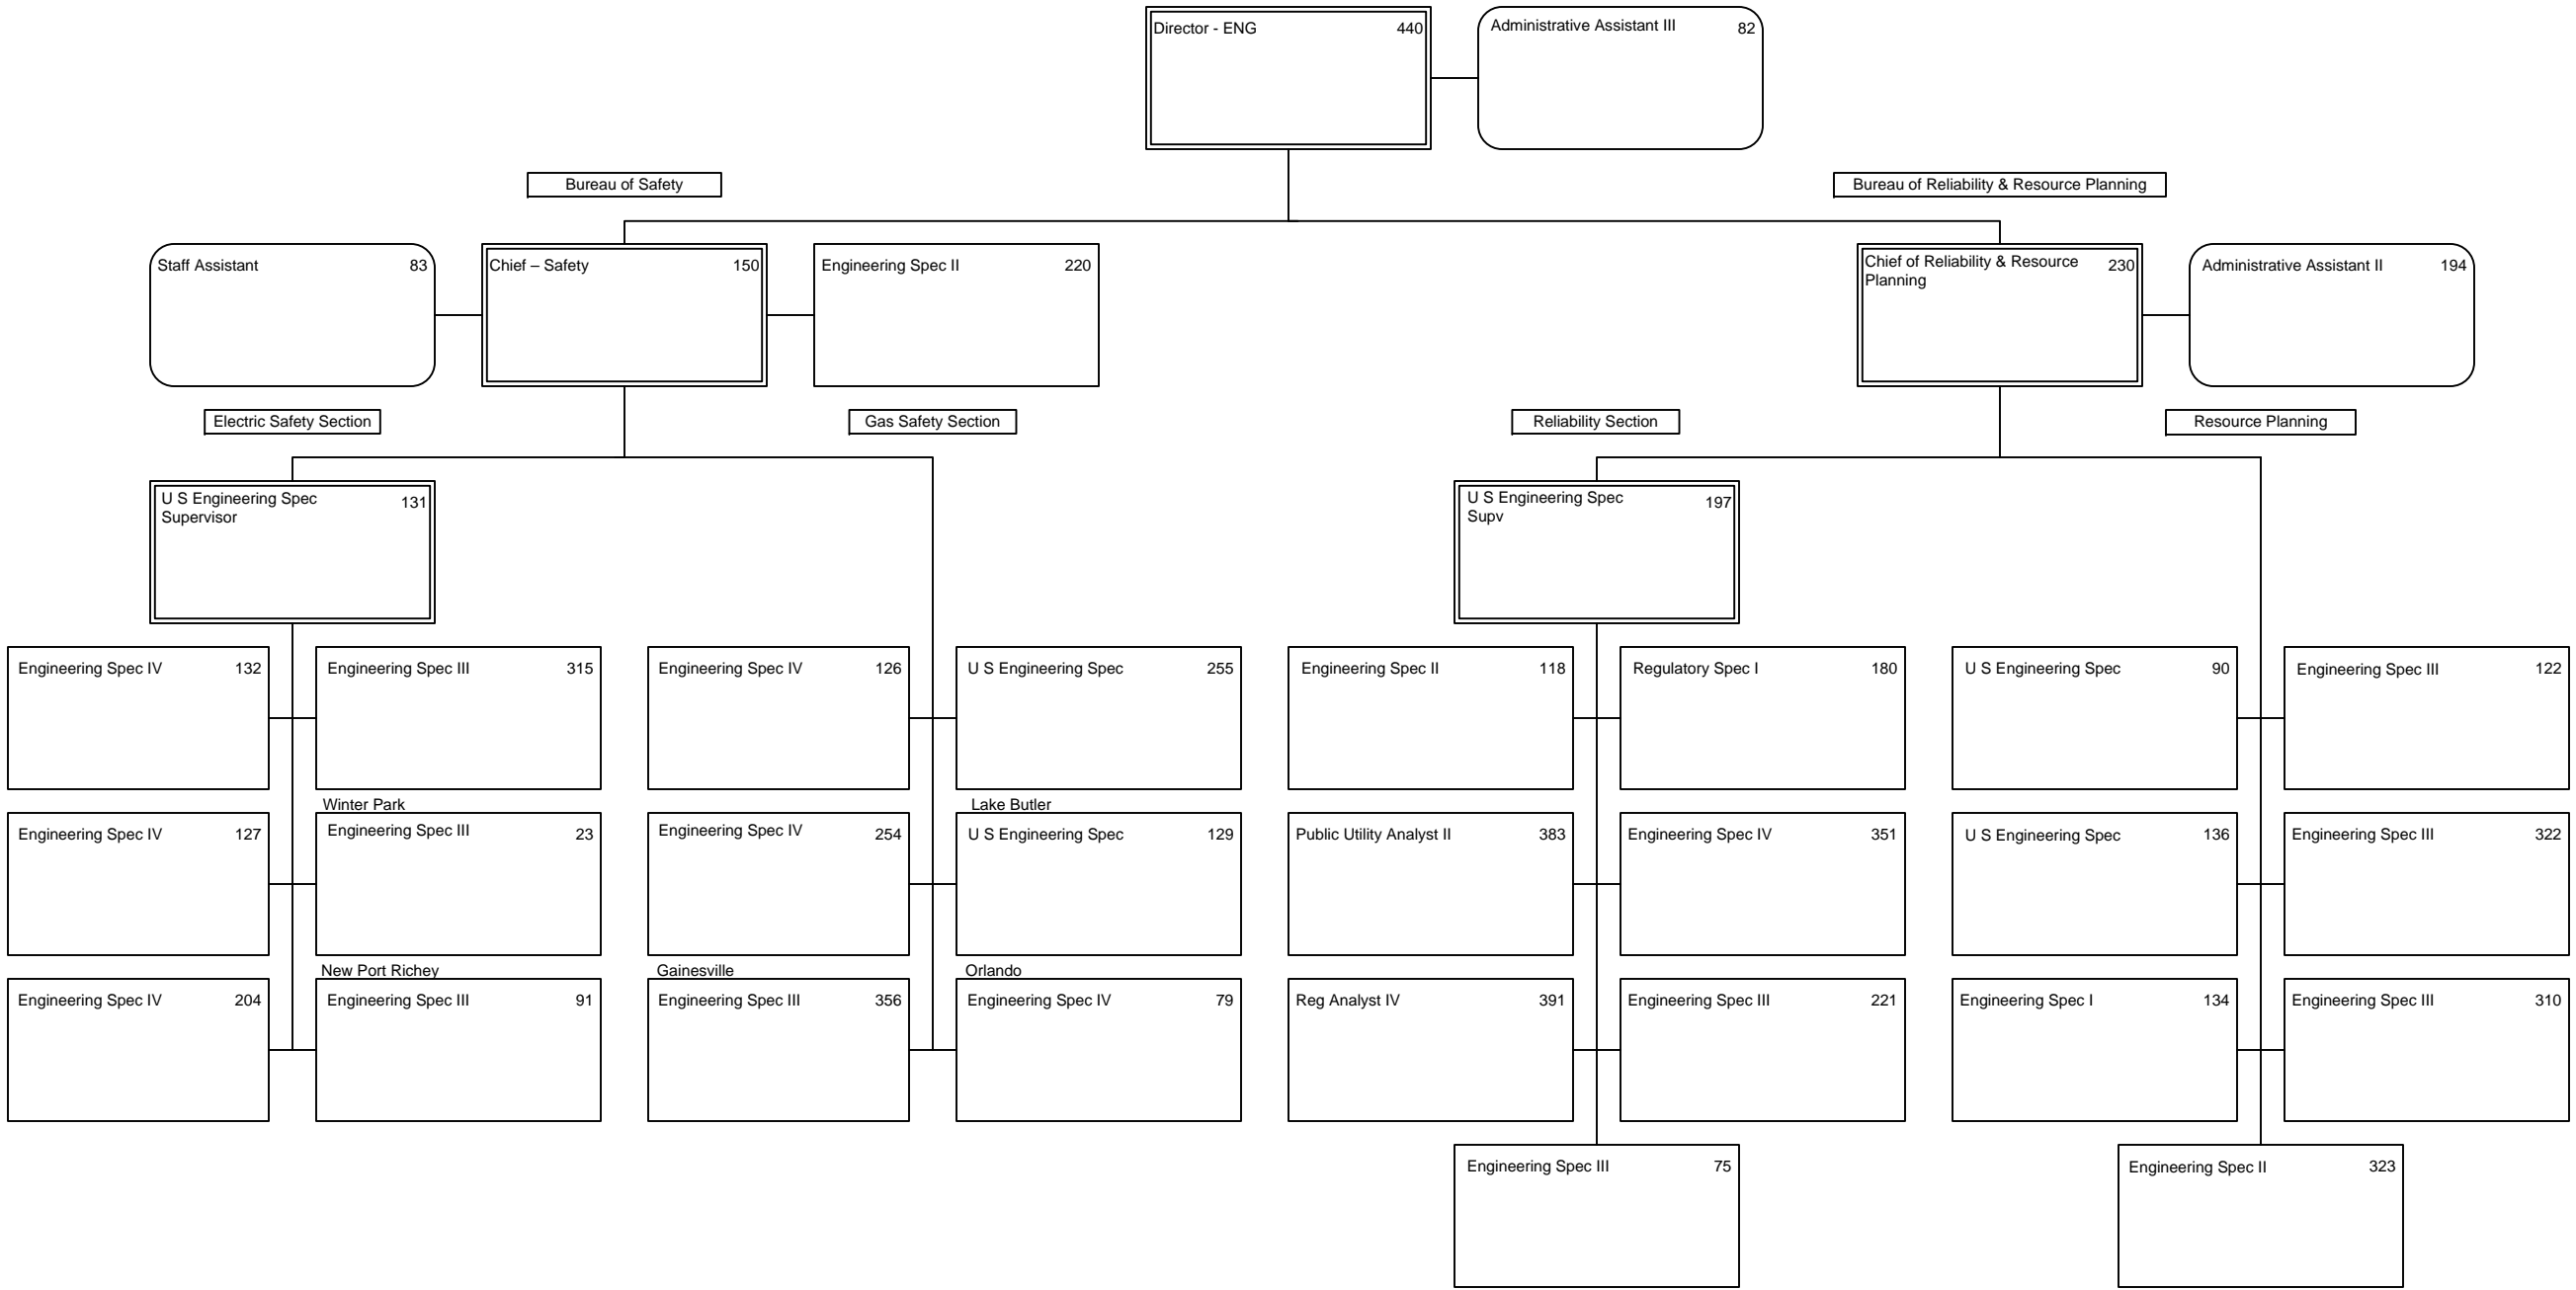 Director - ENG 440
Administrative Assistant III 82
Bureau of Safety
Bureau of Reliability & Resource Planning
Staff Assistant 83
Chief – Safety 150
Engineering Spec II 220
Chief of Reliability & Resource 230
Planning
Administrative Assistant II 194
Electric Safety Section
Gas Safety Section
Reliability Section
Resource Planning
U S Engineering Spec 131
Supervisor
U S Engineering Spec 197
Supv
Engineering Spec IV 132
Engineering Spec III 315
Engineering Spec IV 126
U S Engineering Spec 255
Engineering Spec II 118
Regulatory Spec I 180
U S Engineering Spec 90
Engineering Spec III 122
Winter Park
Lake Butler
Engineering Spec IV 127
Engineering Spec III 23
Engineering Spec IV 254
U S Engineering Spec 129
Public Utility Analyst II 383
Engineering Spec IV 351
U S Engineering Spec 136
Engineering Spec III 322
New Port Richey
Gainesville
Orlando
Engineering Spec IV 204
Engineering Spec III 91
Engineering Spec III 356
Engineering Spec IV 79
Reg Analyst IV 391
Engineering Spec III 221
Engineering Spec I 134
Engineering Spec III 310
Engineering Spec III 75
Engineering Spec II 323